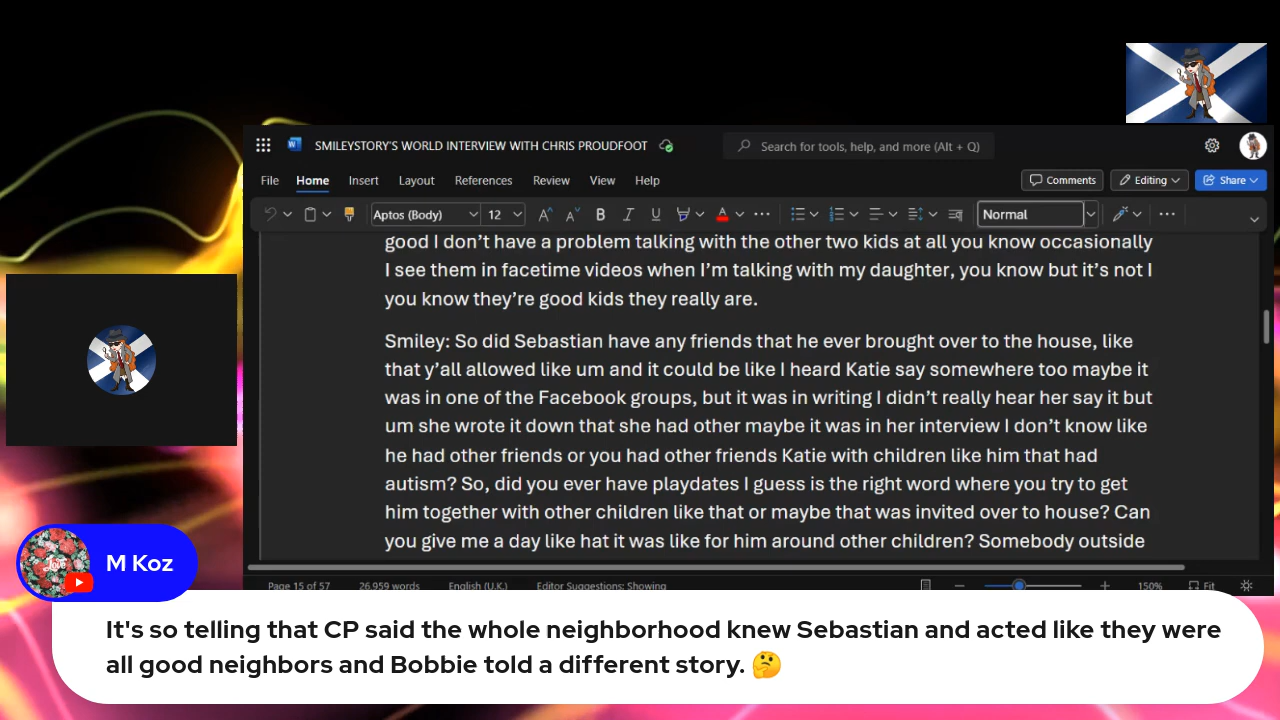 SMILEYSTORY'S WORLD INTERVIEW WITH CHRIS PROUDFOOT
Search for tools, help, and more (Alt + Q)
File Home Insert Layout References Review View Help
Comments Editing Share
Aptos (Body) 12 B I U A Normal
good I don't have a problem talking with the other two kids at all you know occasionally
I see them in facetime videos when I'm talking with my daughter, you know but it's not I
you know they're good kids they really are.
Smiley: So did Sebastian have any friends that he ever brought over to the house, like
that y'all allowed like um and it could be like I heard Katie say somewhere too maybe it
was in one of the Facebook groups, but it was in writing I didn't really hear her say it but
um she wrote it down that she had other maybe it was in her interview I don't know like
he had other friends or you had other friends Katie with children like him that had
autism? So, did you ever have playdates I guess is the right word where you try to get
him together with other children like that or maybe that was invited over to house? Can
you give me a day like hat it was like for him around other children? Somebody outside
Page 15 of 57 26,959 words English (U.K.) Editor Suggestions: Showing 150% Fit
M Koz
It's so telling that CP said the whole neighborhood knew Sebastian and acted like they were
all good neighbors and Bobbie told a different story. 🤔